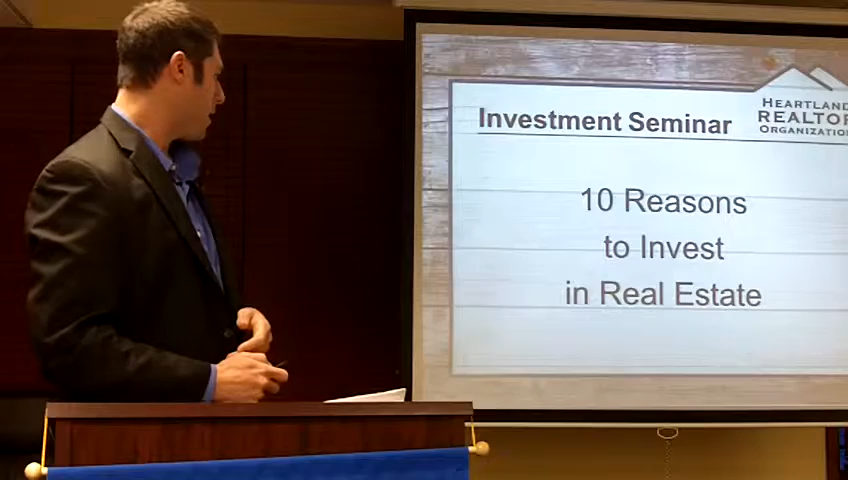 Investment Seminar
HEARTLAND
REALTOR
ORGANIZATION
10 Reasons
to Invest
in Real Estate